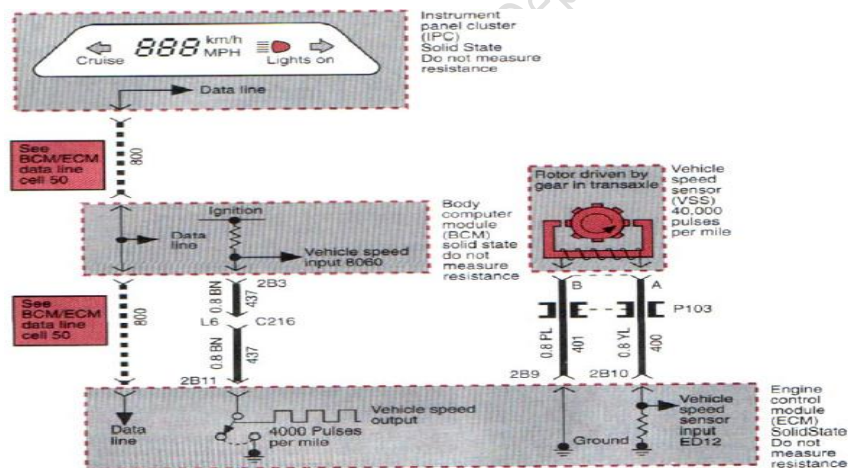 Instrument
panel cluster
(IPC)
Solid State
Do not measure
resistance
888 km/h
MPH
Cruise
Lights on
Data line
See
BCM/ECM
data line
cell 50
800
Rotor driven by
gear in transaxle
Vehicle
speed
sensor
(VSS)
40,000
pulses
per mile
Ignition
Data
line
Vehicle speed
input 8060
Body
computer
module
(BCM)
solid state
do not
measure
resistance
B
A
2B3
0.8 BN
437
L6
C216
P103
See
BCM/ECM
data line
cell 50
800
0.8 BN
437
0.8 PL
401
0.8 YL
400
2B11
2B9
2B10
Data
line
Vehicle speed
output
4000 Pulses
per mile
Ground
Vehicle
speed
sensor
input
ED12
Engine
control
module
(ECM)
SolidState
Do not
measure
resistance